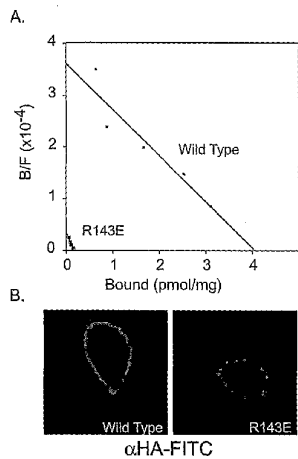 A.
B/F (x10-4)
4
3
2
1
0
Wild Type
R143E
0 1 2 3 4 5
Bound (pmol/mg)
B.
Wild Type
R143E
αHA-FITC